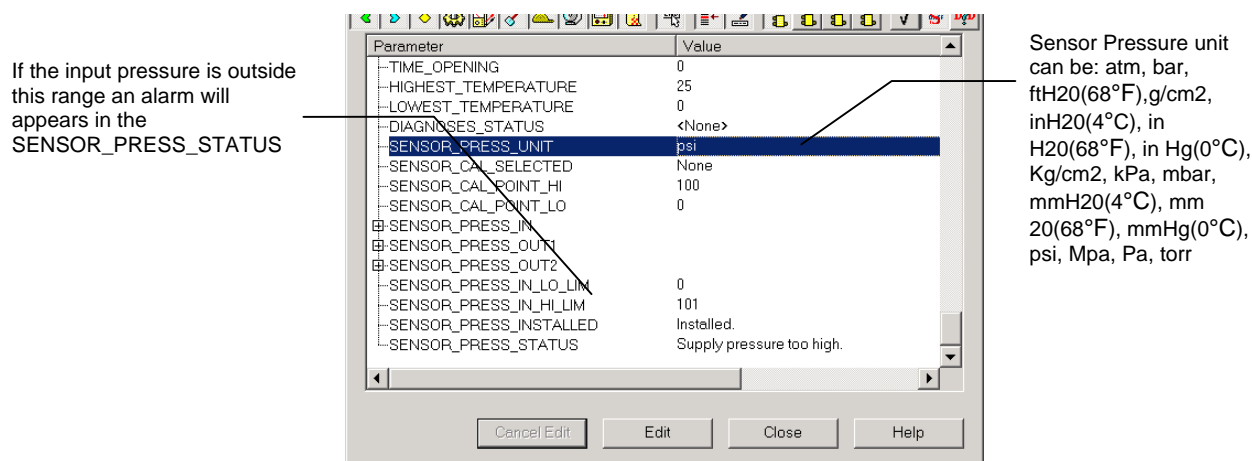 If the input pressure is outside
this range an alarm will
appears in the
SENSOR_PRESS_STATUS
Parameter Value
TIME_OPENING 0
HIGHEST_TEMPERATURE 25
LOWEST_TEMPERATURE 0
DIAGNOSES_STATUS <None>
SENSOR_PRESS_UNIT psi
SENSOR_CAL_SELECTED None
SENSOR_CAL_POINT_HI 100
SENSOR_CAL_POINT_LO 0
SENSOR_PRESS_IN
SENSOR_PRESS_OUT1
SENSOR_PRESS_OUT2
SENSOR_PRESS_IN_LO_LIM 0
SENSOR_PRESS_IN_HI_LIM 101
SENSOR_PRESS_INSTALLED Installed.
SENSOR_PRESS_STATUS Supply pressure too high.
Cancel Edit Edit Close Help
Sensor Pressure unit
can be: atm, bar,
ftH20(68°F),g/cm2,
inH20(4°C), in
H20(68°F), in Hg(0°C),
Kg/cm2, kPa, mbar,
mmH20(4°C), mm
20(68°F), mmHg(0°C),
psi, Mpa, Pa, torr